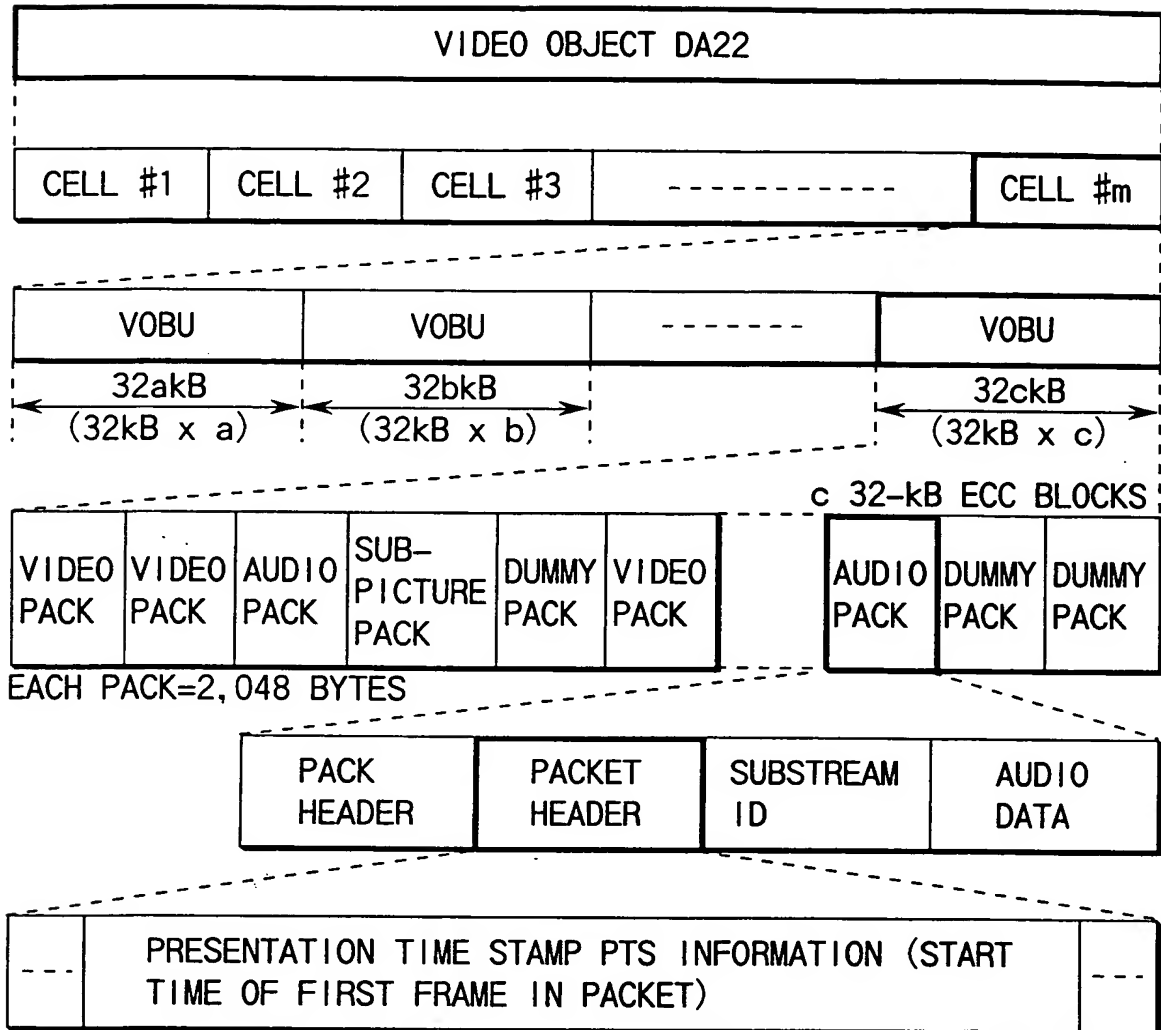 VIDEO OBJECT DA22
CELL #1 CELL #2 CELL #3 ----------- CELL #m
VOBU VOBU ------- VOBU
32akB 32bkB 32ckB
(32kB x a) (32kB x b) (32kB x c)
c 32-kB ECC BLOCKS
VIDEO PACK
VIDEO PACK
AUDIO PACK
SUB-
PICTURE
PACK
DUMMY PACK
VIDEO PACK
AUDIO PACK
DUMMY PACK
DUMMY PACK
EACH PACK=2,048 BYTES
PACK
HEADER
PACKET
HEADER
SUBSTREAM
ID
AUDIO
DATA
--- PRESENTATION TIME STAMP PTS INFORMATION (START ---
TIME OF FIRST FRAME IN PACKET)